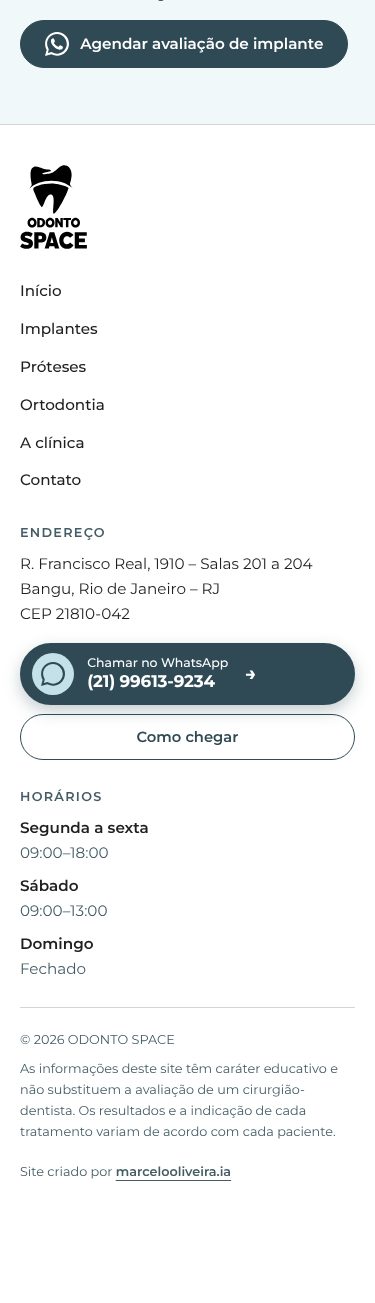 Agendar avaliação de implante
ODONTO
SPACE
Início
Implantes
Próteses
Ortodontia
A clínica
Contato
ENDEREÇO
R. Francisco Real, 1910 – Salas 201 a 204
Bangu, Rio de Janeiro – RJ
CEP 21810-042
Chamar no WhatsApp
(21) 99613-9234 →
Como chegar
HORÁRIOS
Segunda a sexta
09:00–18:00
Sábado
09:00–13:00
Domingo
Fechado
© 2026 ODONTO SPACE
As informações deste site têm caráter educativo e
não substituem a avaliação de um cirurgião-
dentista. Os resultados e a indicação de cada
tratamento variam de acordo com cada paciente.
Site criado por marcelooliveira.ia